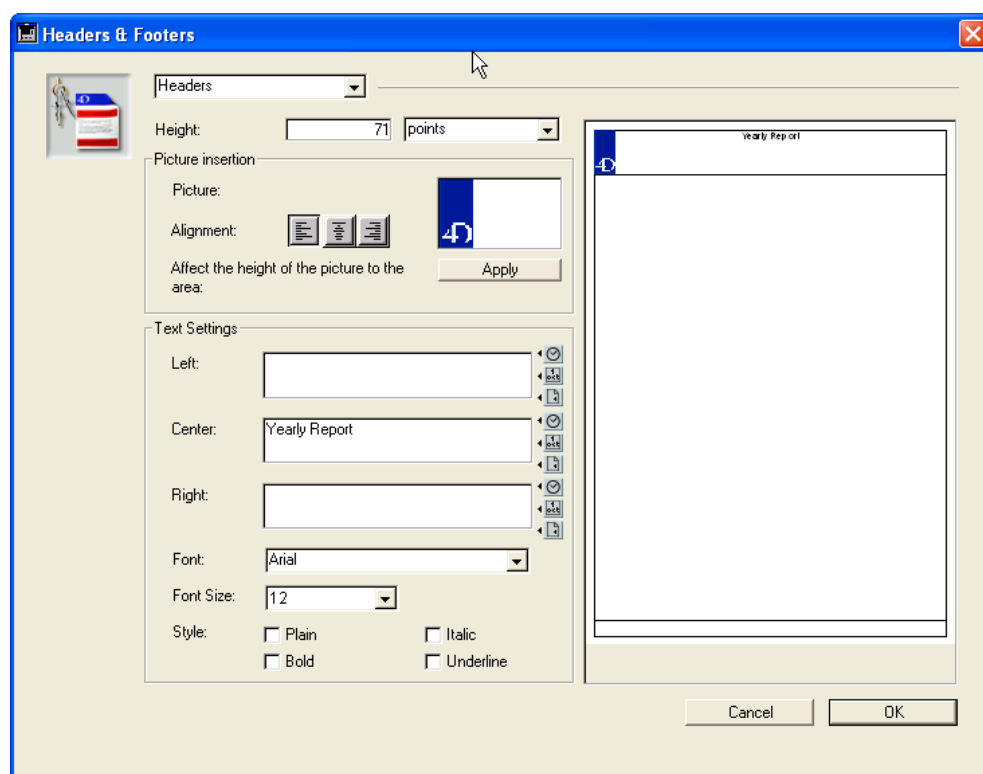 Headers & Footers
Headers
Height:
71
points
Picture insertion
Picture:
4D
Alignment:
Affect the height of the picture to the
area:
Apply
Text Settings
Left:
Center:
Yearly Report
Right:
Font:
Arial
Font Size:
12
Style:
Plain
Italic
Bold
Underline
Yearly Report
4D
Cancel
OK